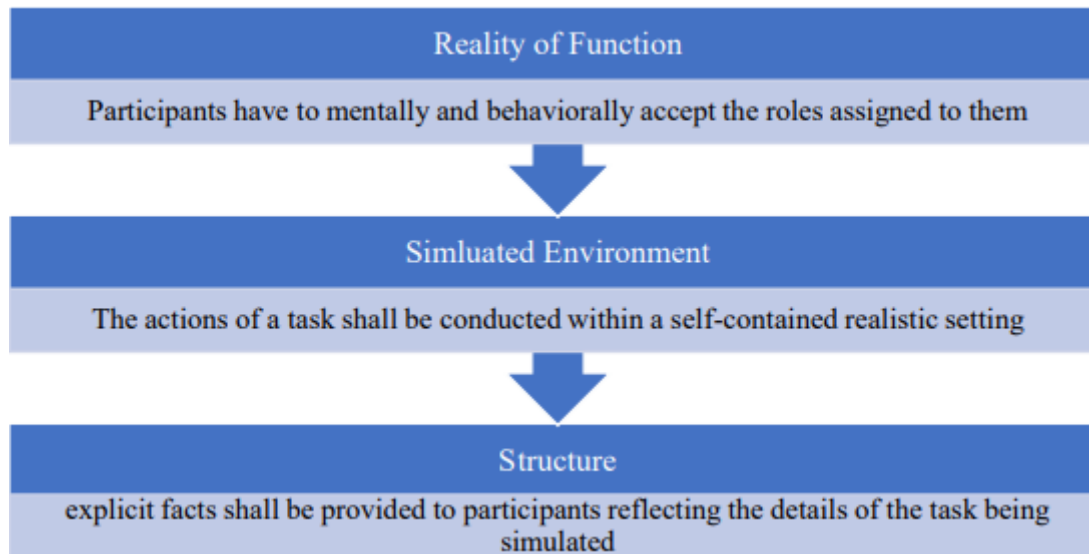 Reality of Function
Participants have to mentally and behaviorally accept the roles assigned to them
Simluated Environment
The actions of a task shall be conducted within a self-contained realistic setting
Structure
explicit facts shall be provided to participants reflecting the details of the task being
simulated